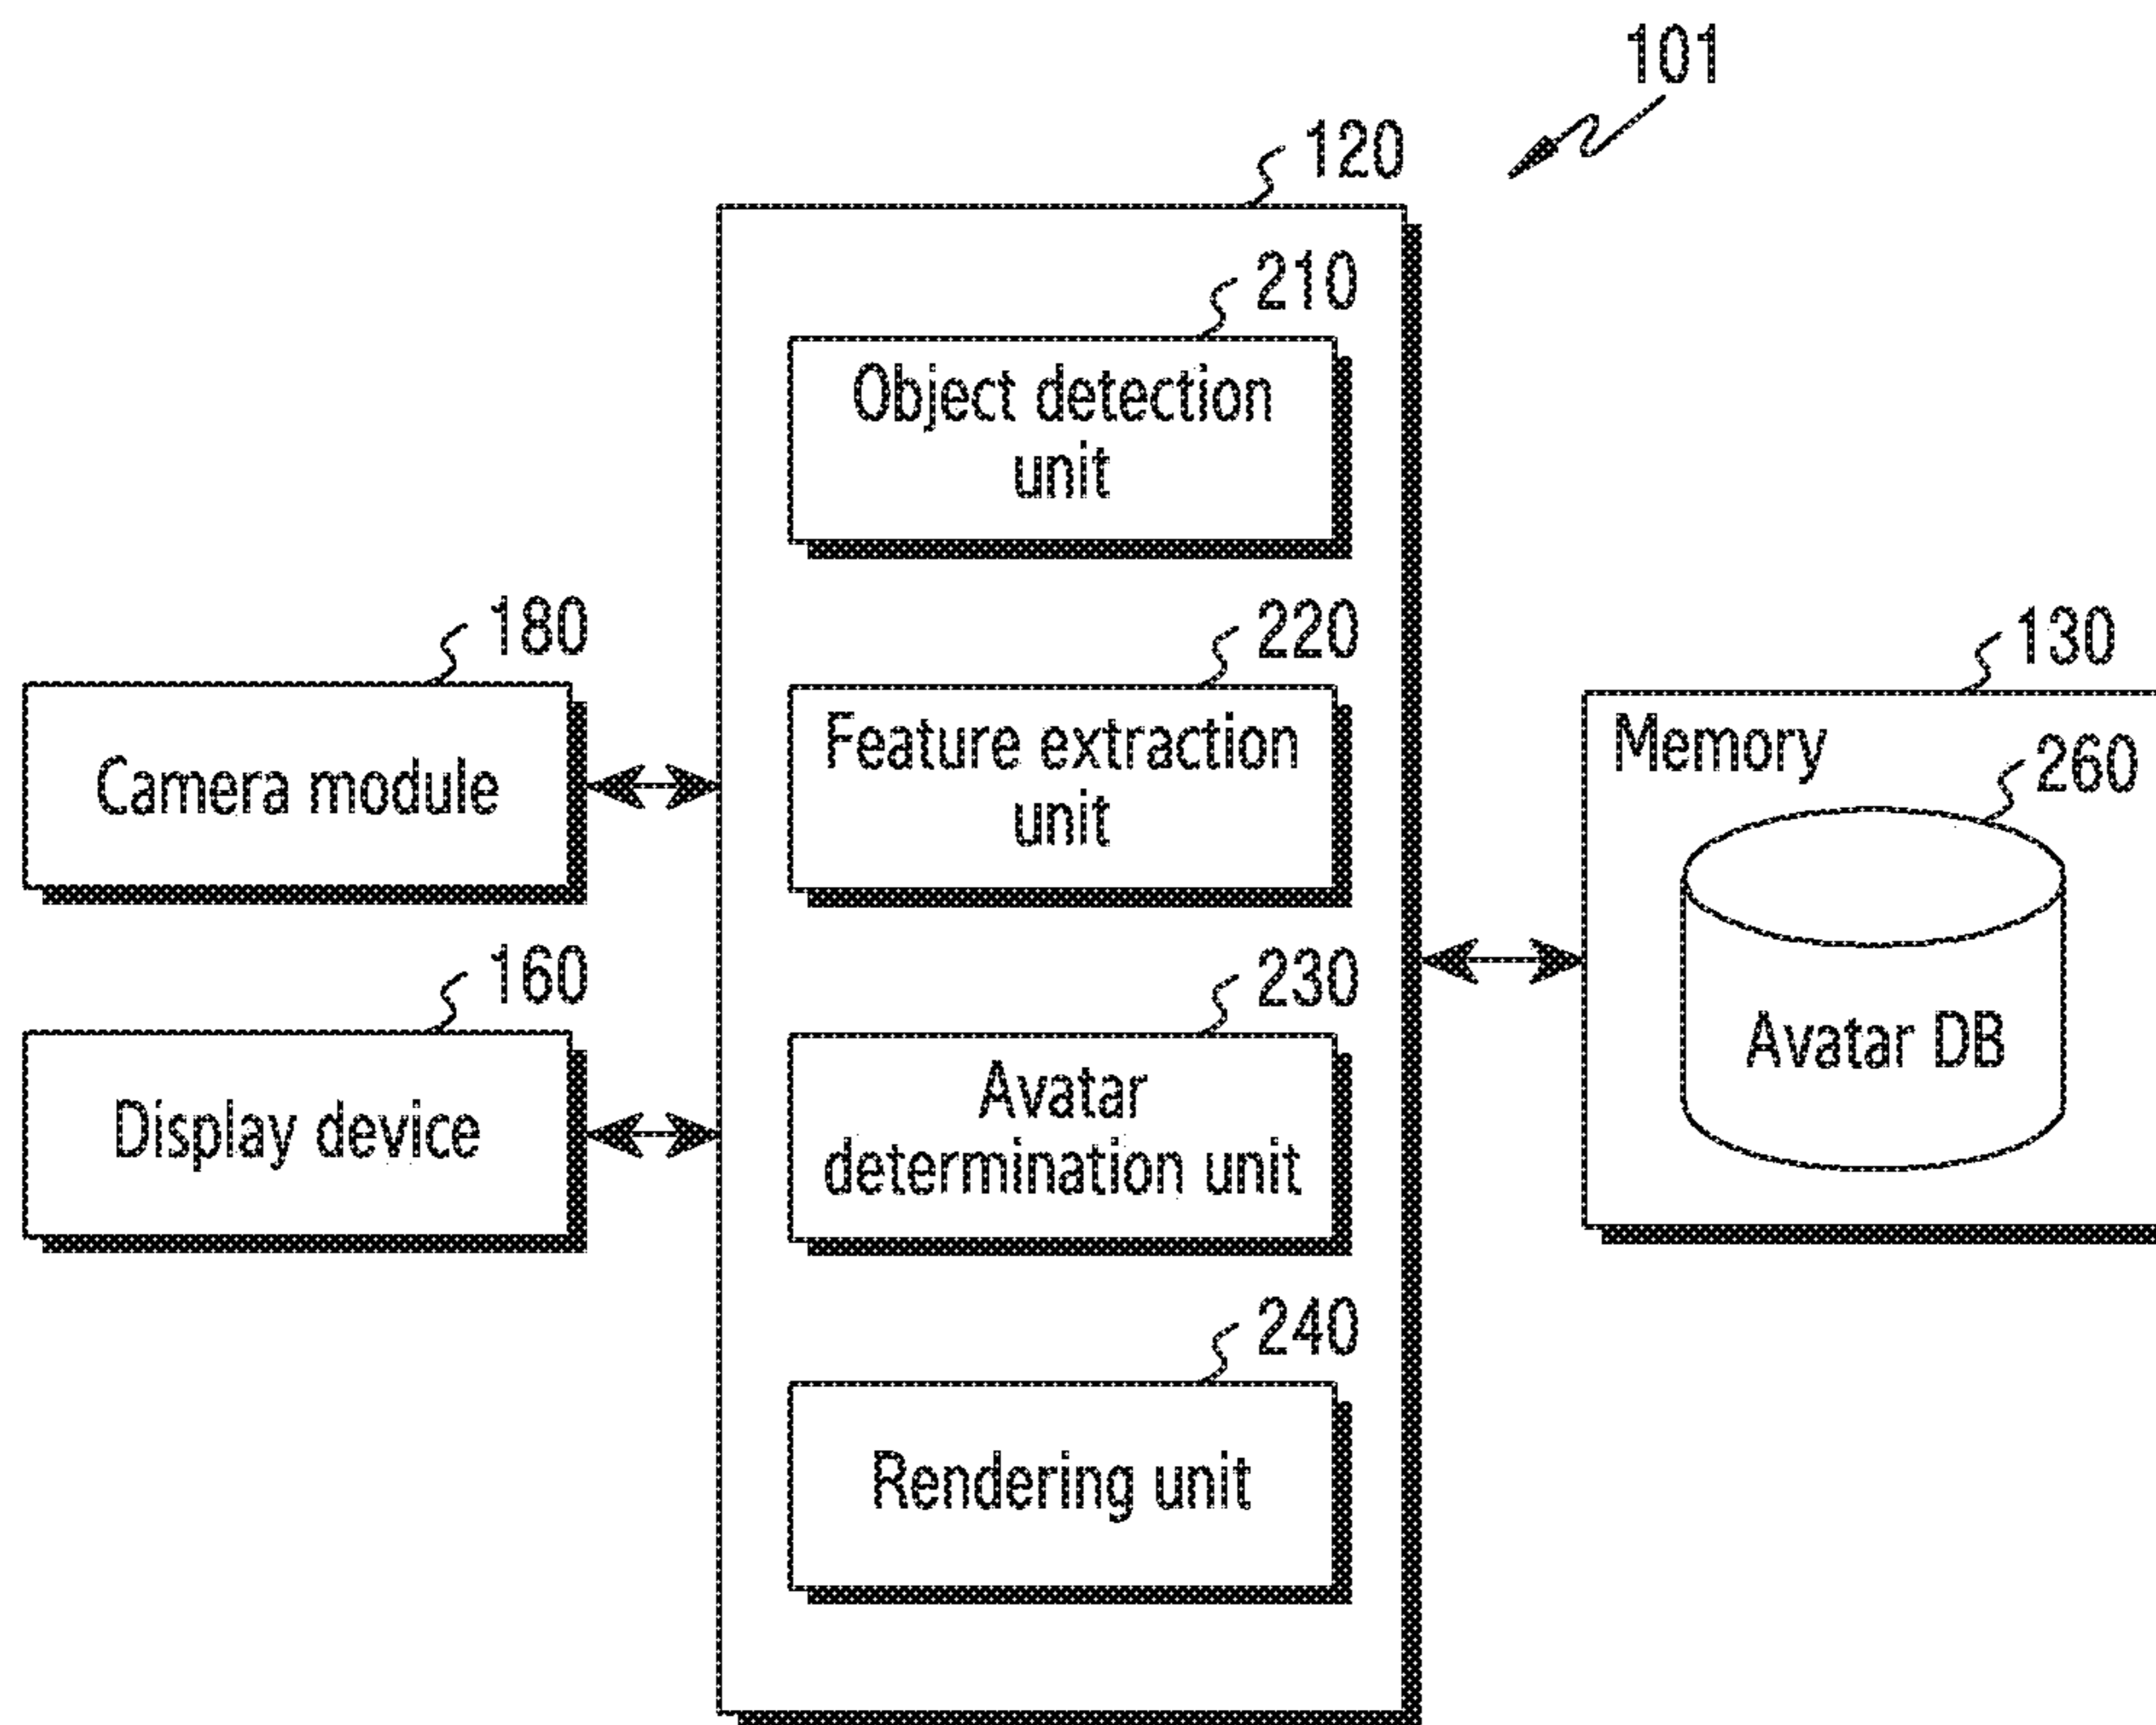 101
120
210
Object detection
unit
180
Camera module
220
Feature extraction
unit
130
Memory
260
Avatar DB
160
Display device
230
Avatar
determination unit
240
Rendering unit